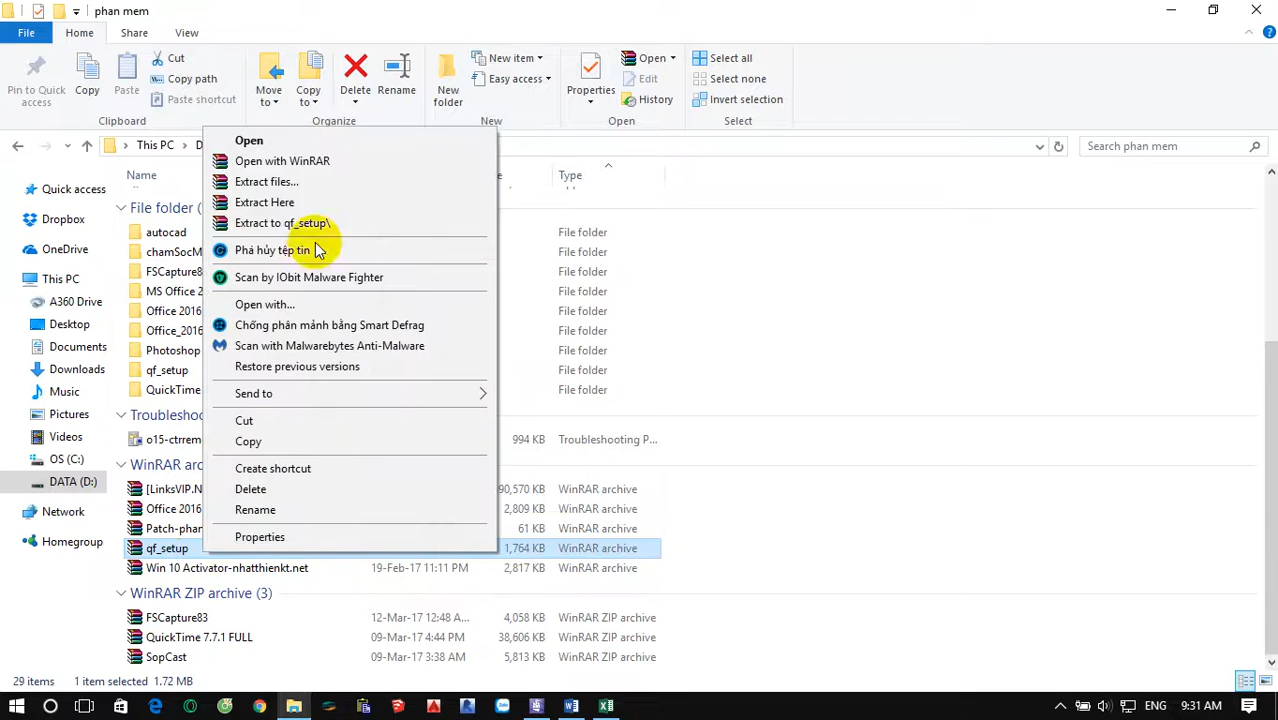 phan mem
File
Home
Share
View
Pin to Quick access
Copy
Paste
Cut
Copy path
Paste shortcut
Clipboard
Move to
Copy to
Delete
Rename
Organize
New folder
New item
Easy access
New
Properties
Open
Edit
History
Open
Select all
Select none
Invert selection
Select
This PC
Search phan mem
Name
Type
Quick access
Dropbox
OneDrive
This PC
A360 Drive
Desktop
Documents
Downloads
Music
Pictures
Videos
OS (C:)
DATA (D:)
Network
Homegroup
File folder (
autocad
File folder
chamSocM
File folder
FSCapture83
File folder
MS Office 2
File folder
Office 2016
File folder
Office_2016
File folder
Photoshop
File folder
qf_setup
File folder
QuickTime
File folder
Troubleshoo
o15-ctrrem
994 KB
Troubleshooting P...
WinRAR arc
[LinksVIP.N
90,570 KB
WinRAR archive
Office 2016
2,809 KB
WinRAR archive
Patch-phan
61 KB
WinRAR archive
qf_setup
1,764 KB
WinRAR archive
Win 10 Activator-nhatthienkt.net
19-Feb-17 11:11 PM
2,817 KB
WinRAR archive
WinRAR ZIP archive (3)
FSCapture83
12-Mar-17 12:48 A...
4,058 KB
WinRAR ZIP archive
QuickTime 7.7.1 FULL
09-Mar-17 4:44 PM
38,606 KB
WinRAR ZIP archive
SopCast
09-Mar-17 3:38 AM
5,813 KB
WinRAR ZIP archive
Open
Open with WinRAR
Extract files...
Extract Here
Extract to qf_setup\
Phá hủy tệp tin
Scan by IObit Malware Fighter
Open with...
Chống phân mảnh bằng Smart Defrag
Scan with Malwarebytes Anti-Malware
Restore previous versions
Send to
Cut
Copy
Create shortcut
Delete
Rename
Properties
29 items
1 item selected 1.72 MB
ENG
9:31 AM